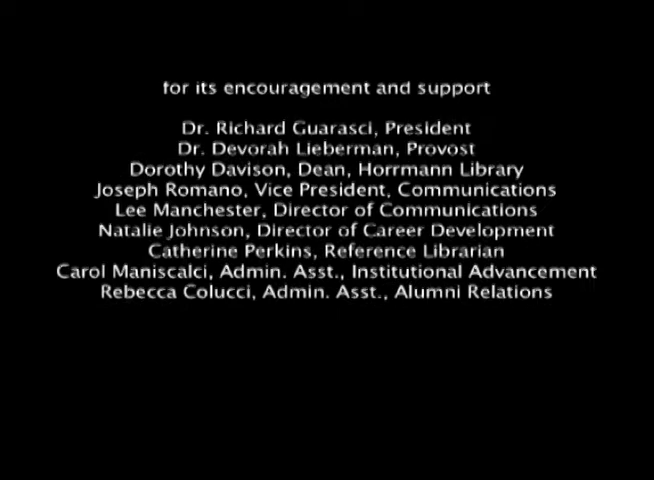 for its encouragement and support
Dr. Richard Guarasci, President
Dr. Devorah Lieberman, Provost
Dorothy Davison, Dean, Horrmann Library
Joseph Romano, Vice President, Communications
Lee Manchester, Director of Communications
Natalie Johnson, Director of Career Development
Catherine Perkins, Reference Librarian
Carol Maniscalci, Admin. Asst., Institutional Advancement
Rebecca Colucci, Admin. Asst., Alumni Relations